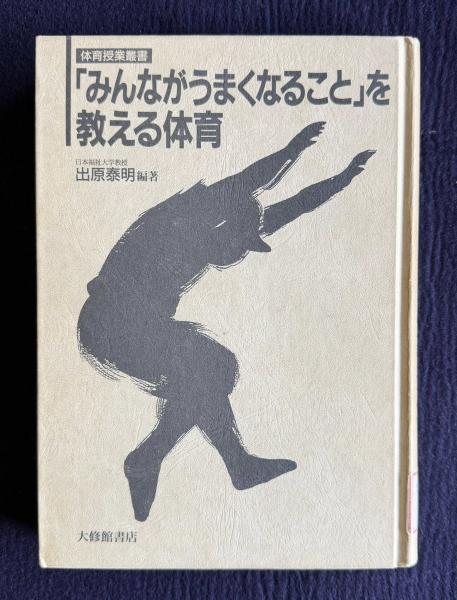 体育授業叢書
「みんながうまくなること」を
教える体育
日本福祉大学教授
出原泰明編著
大修館書店